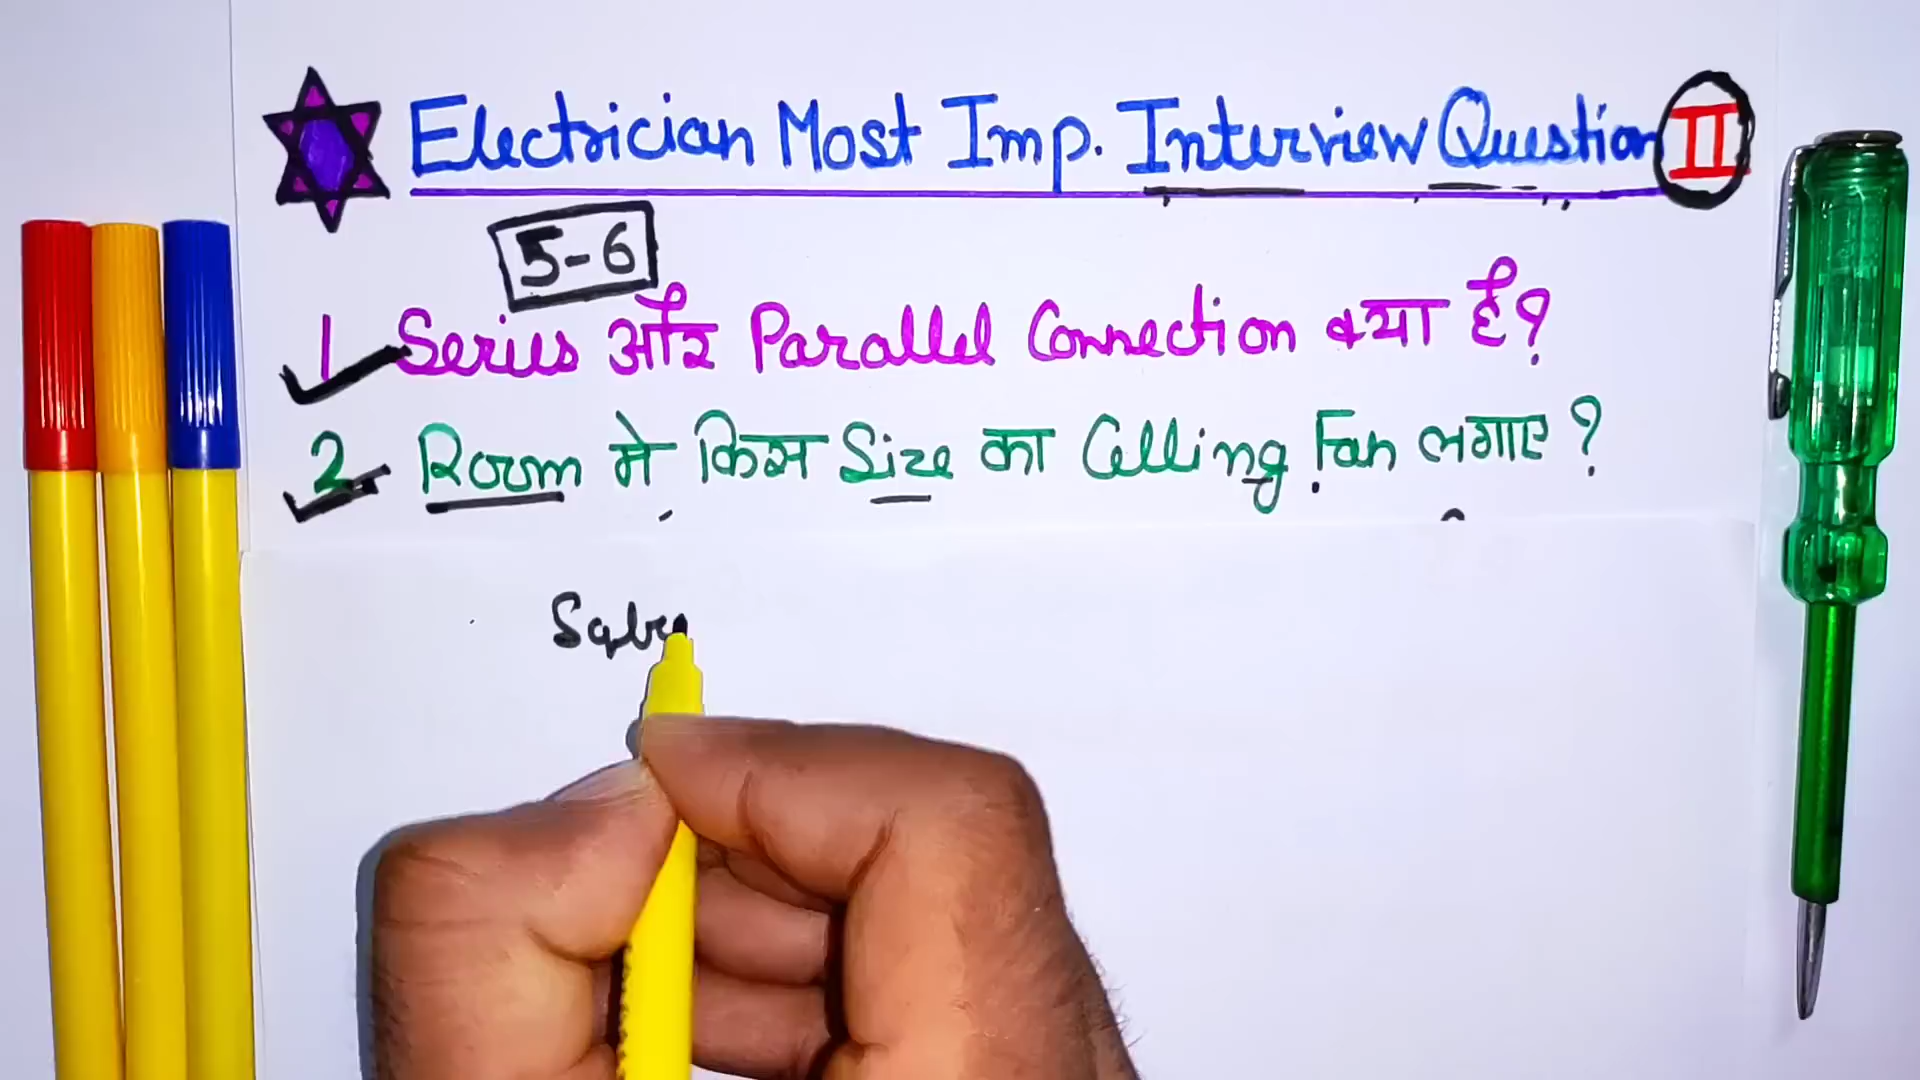 Electrician Most Imp. Interview Question II
5-6
1 Series और Parallel Connection क्या है?
2. Room मे किस Size का Celling Fan लगाए ?